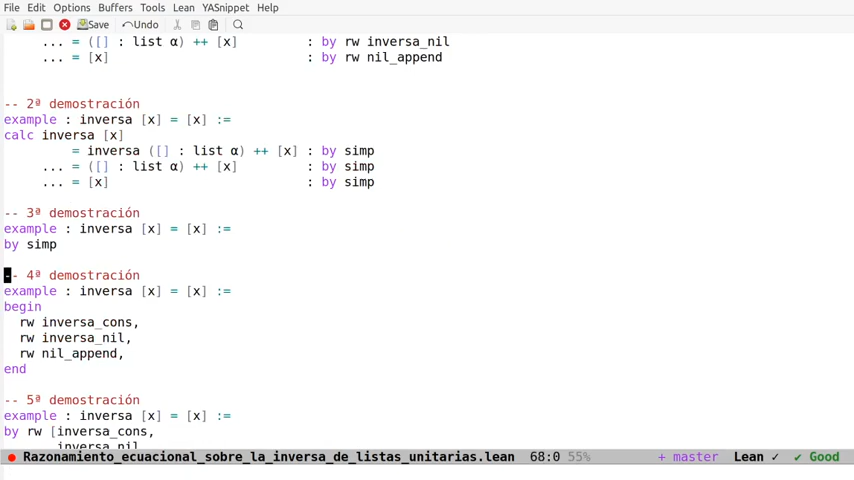 File Edit Options Buffers Tools Lean YASnippet Help
Save Undo
... = ([] : list α) ++ [x] : by rw inversa_nil
... = [x] : by rw nil_append
-- 2ª demostración
example : inversa [x] = [x] :=
calc inversa [x]
= inversa ([] : list α) ++ [x] : by simp
... = ([] : list α) ++ [x] : by simp
... = [x] : by simp
-- 3ª demostración
example : inversa [x] = [x] :=
by simp
-- 4ª demostración
example : inversa [x] = [x] :=
begin
rw inversa_cons,
rw inversa_nil,
rw nil_append,
end
-- 5ª demostración
example : inversa [x] = [x] :=
by rw [inversa_cons,
inversa_nil
Razonamiento_ecuacional_sobre_la_inversa_de_listas_unitarias.lean 68:0 55% + master Lean ✓ ✓ Good